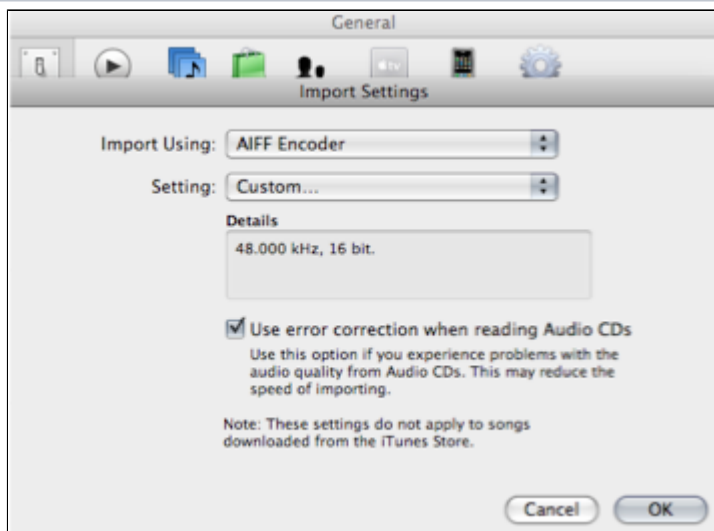 General
Import Settings
Import Using: AIFF Encoder
Setting: Custom...
Details
48.000 kHz, 16 bit.
Use error correction when reading Audio CDs
Use this option if you experience problems with the
audio quality from Audio CDs. This may reduce the
speed of importing.
Note: These settings do not apply to songs
downloaded from the iTunes Store.
Cancel OK